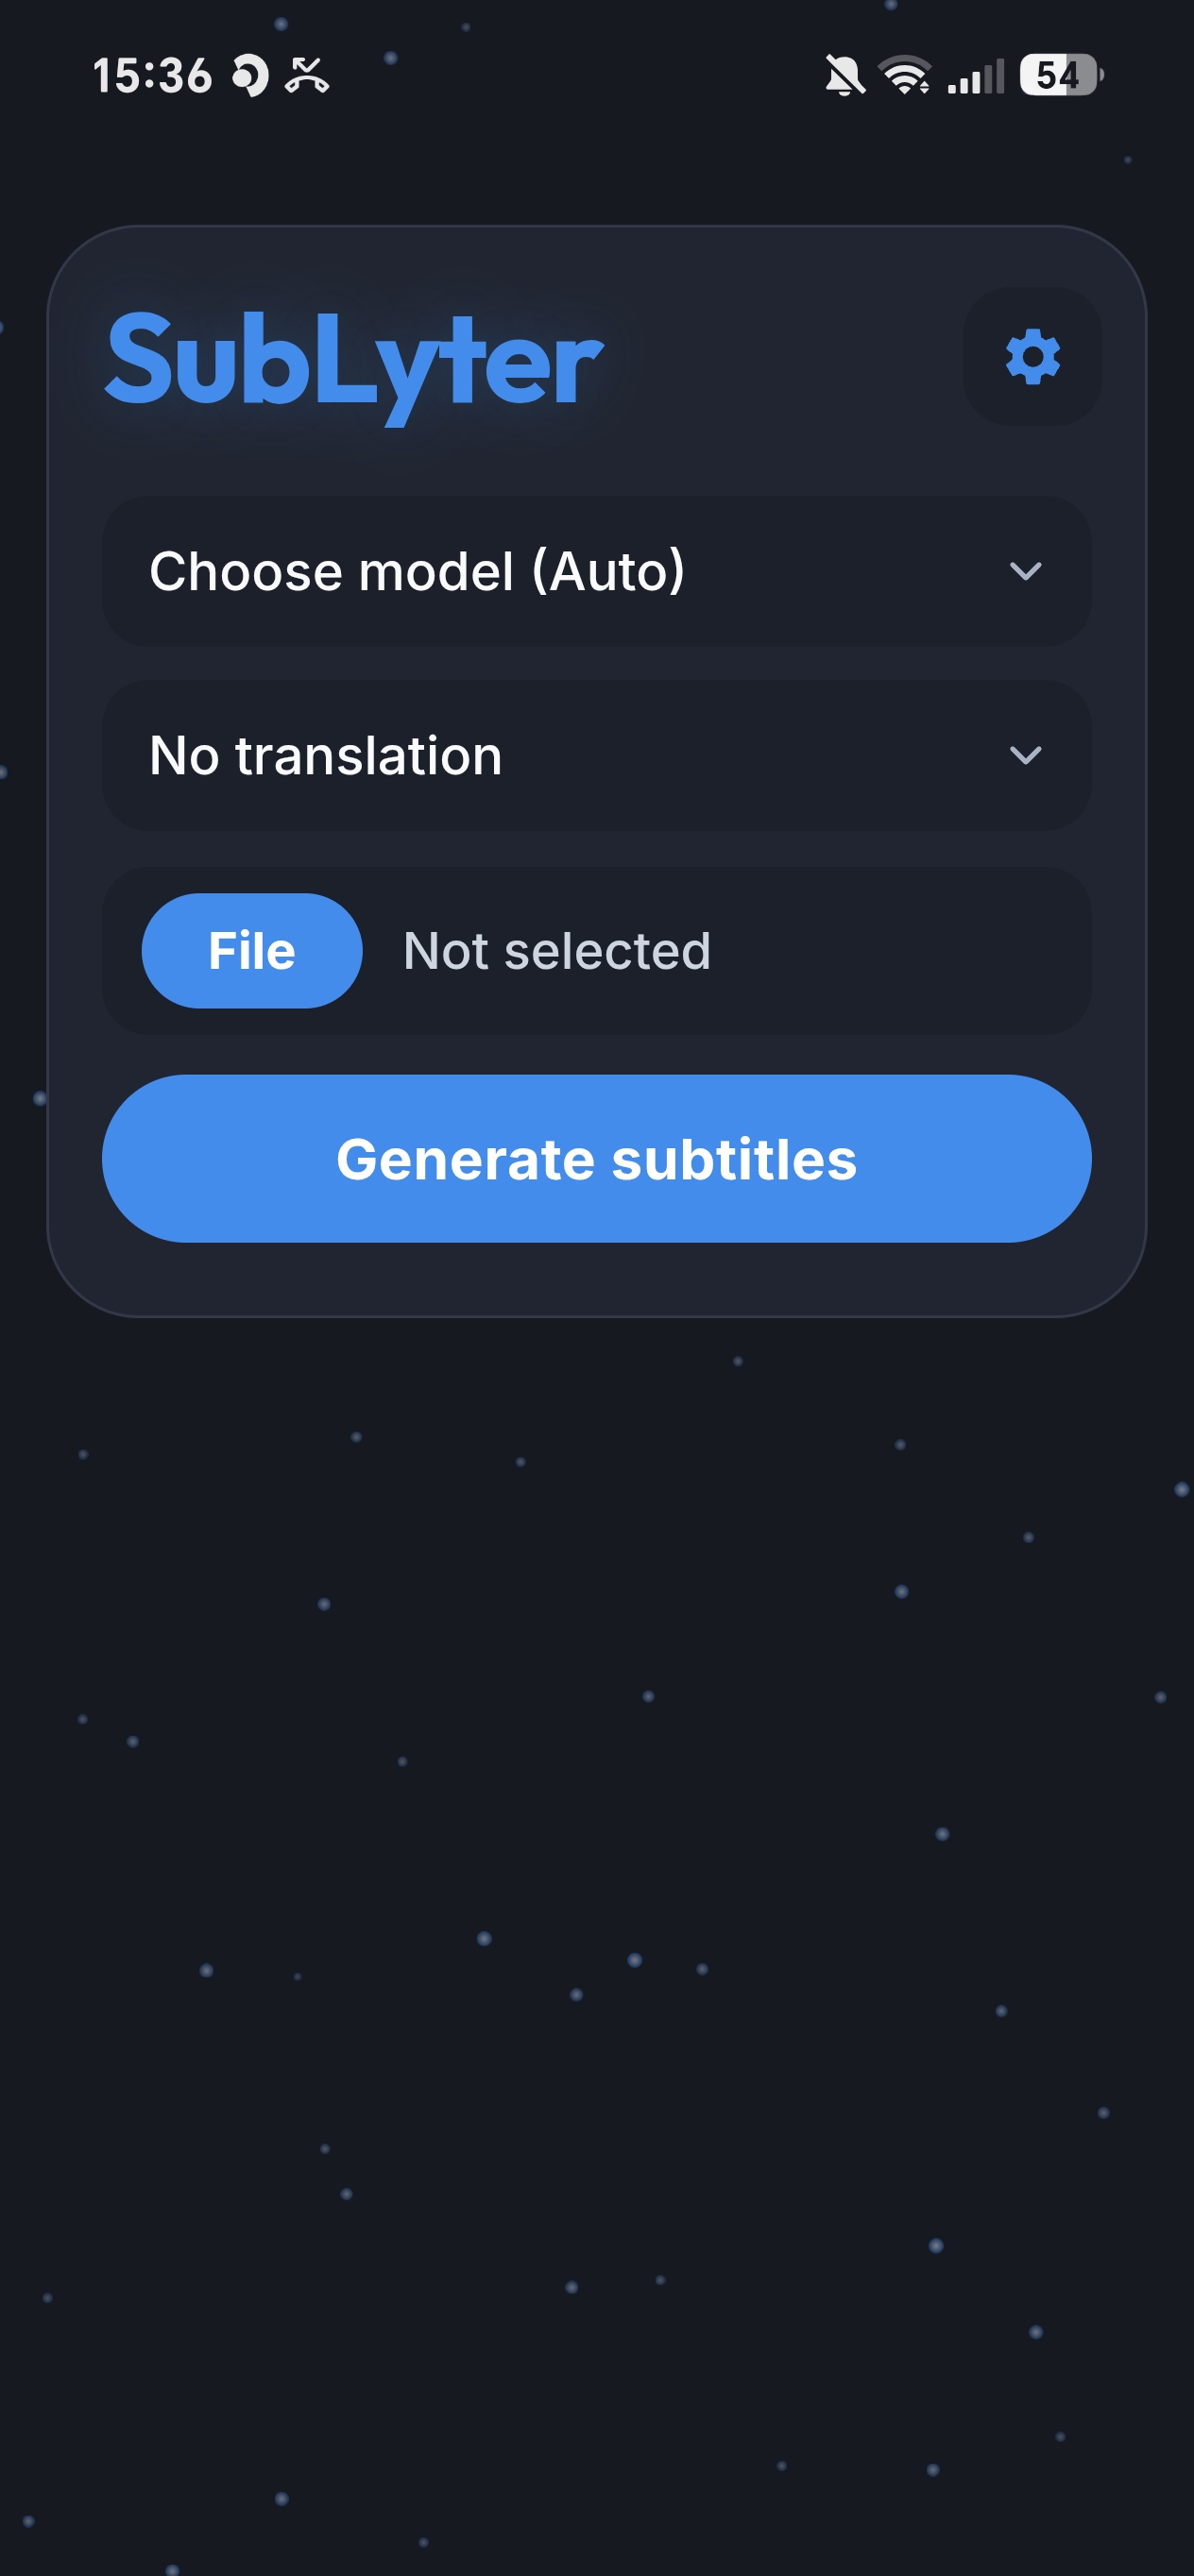 15:36
54
SubLyter
Choose model (Auto)
No translation
File Not selected
Generate subtitles